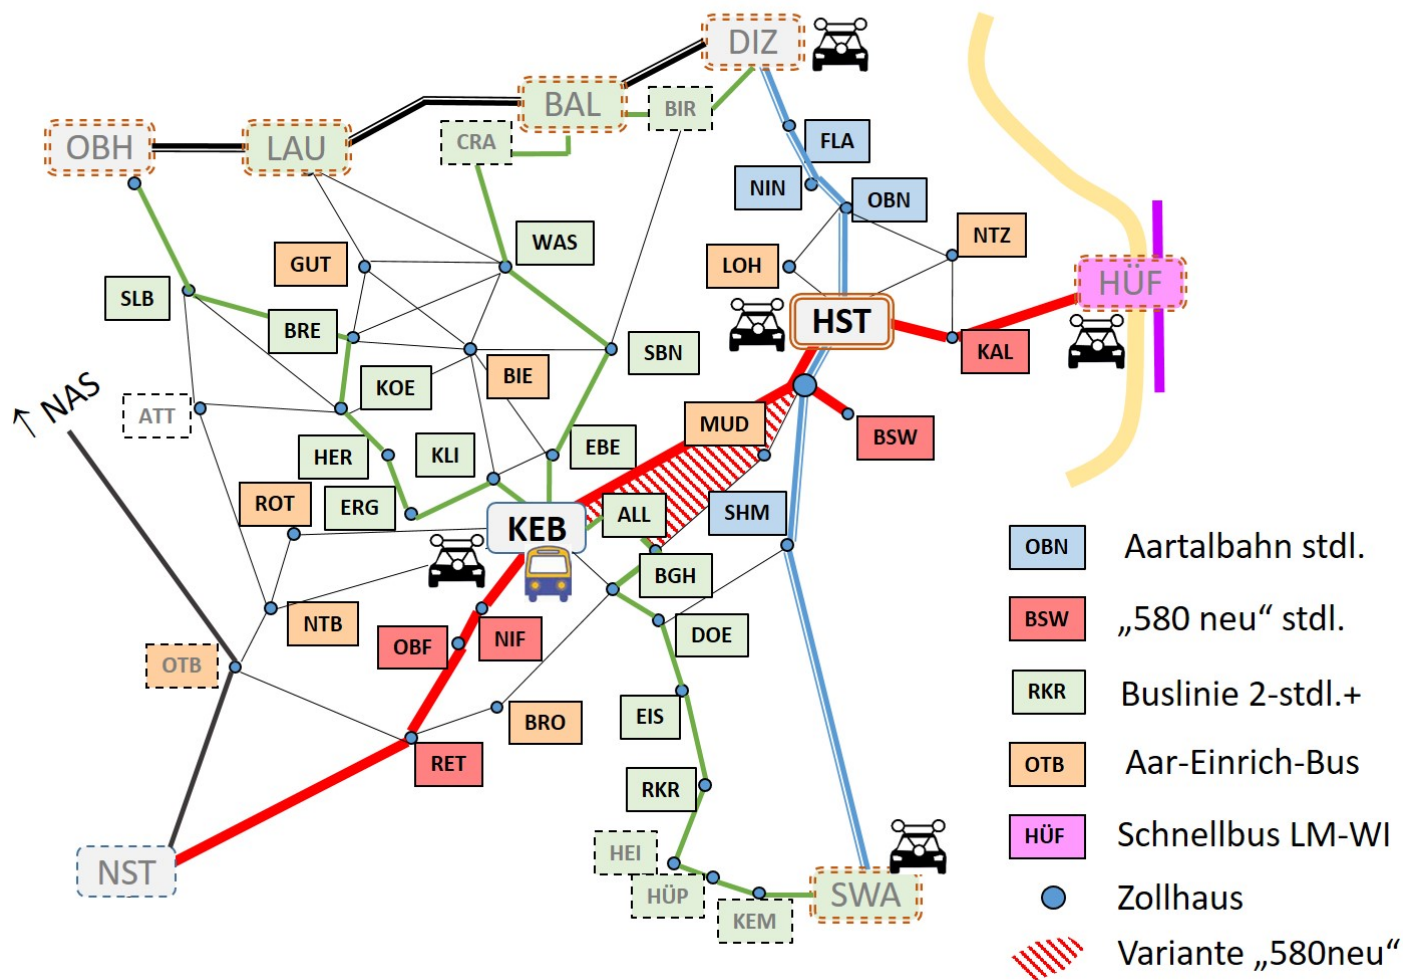 DIZ
BAL
BIR
OBH
LAU
CRA
FLA
NIN
OBN
WAS
NTZ
GUT
LOH
HÜF
SLB
BRE
HST
KAL
SBN
BIE
KOE
↑ NAS
ATT
MUD
BSW
HER
KLI
EBE
ROT
ERG
KEB
ALL
SHM
BGH
NTB
OBF
NIF
DOE
OTB
EIS
BRO
RET
RKR
NST
HEI
HÜP
KEM
SWA
OBN Aartalbahn stdl.
BSW „580 neu“ stdl.
RKR Buslinie 2-stdl.+
OTB Aar-Einrich-Bus
HÜF Schnellbus LM-WI
Zollhaus
Variante „580neu“